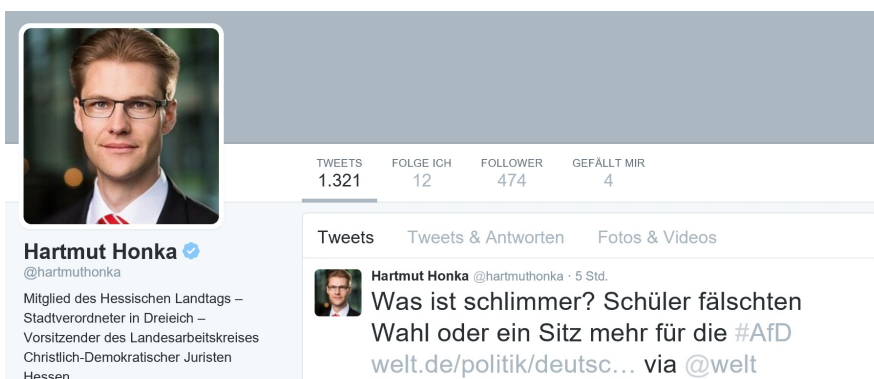 TWEETS FOLGE ICH FOLLOWER GEFÄLLT MIR
1.321 12 474 4
Hartmut Honka
@hartmuthonka
Mitglied des Hessischen Landtags –
Stadtverordneter in Dreieich –
Vorsitzender des Landesarbeitskreises
Christlich-Demokratischer Juristen
Hessen
Tweets Tweets & Antworten Fotos & Videos
Hartmut Honka @hartmuthonka · 5 Std.
Was ist schlimmer? Schüler fälschten
Wahl oder ein Sitz mehr für die #AfD
welt.de/politik/deutsc… via @welt